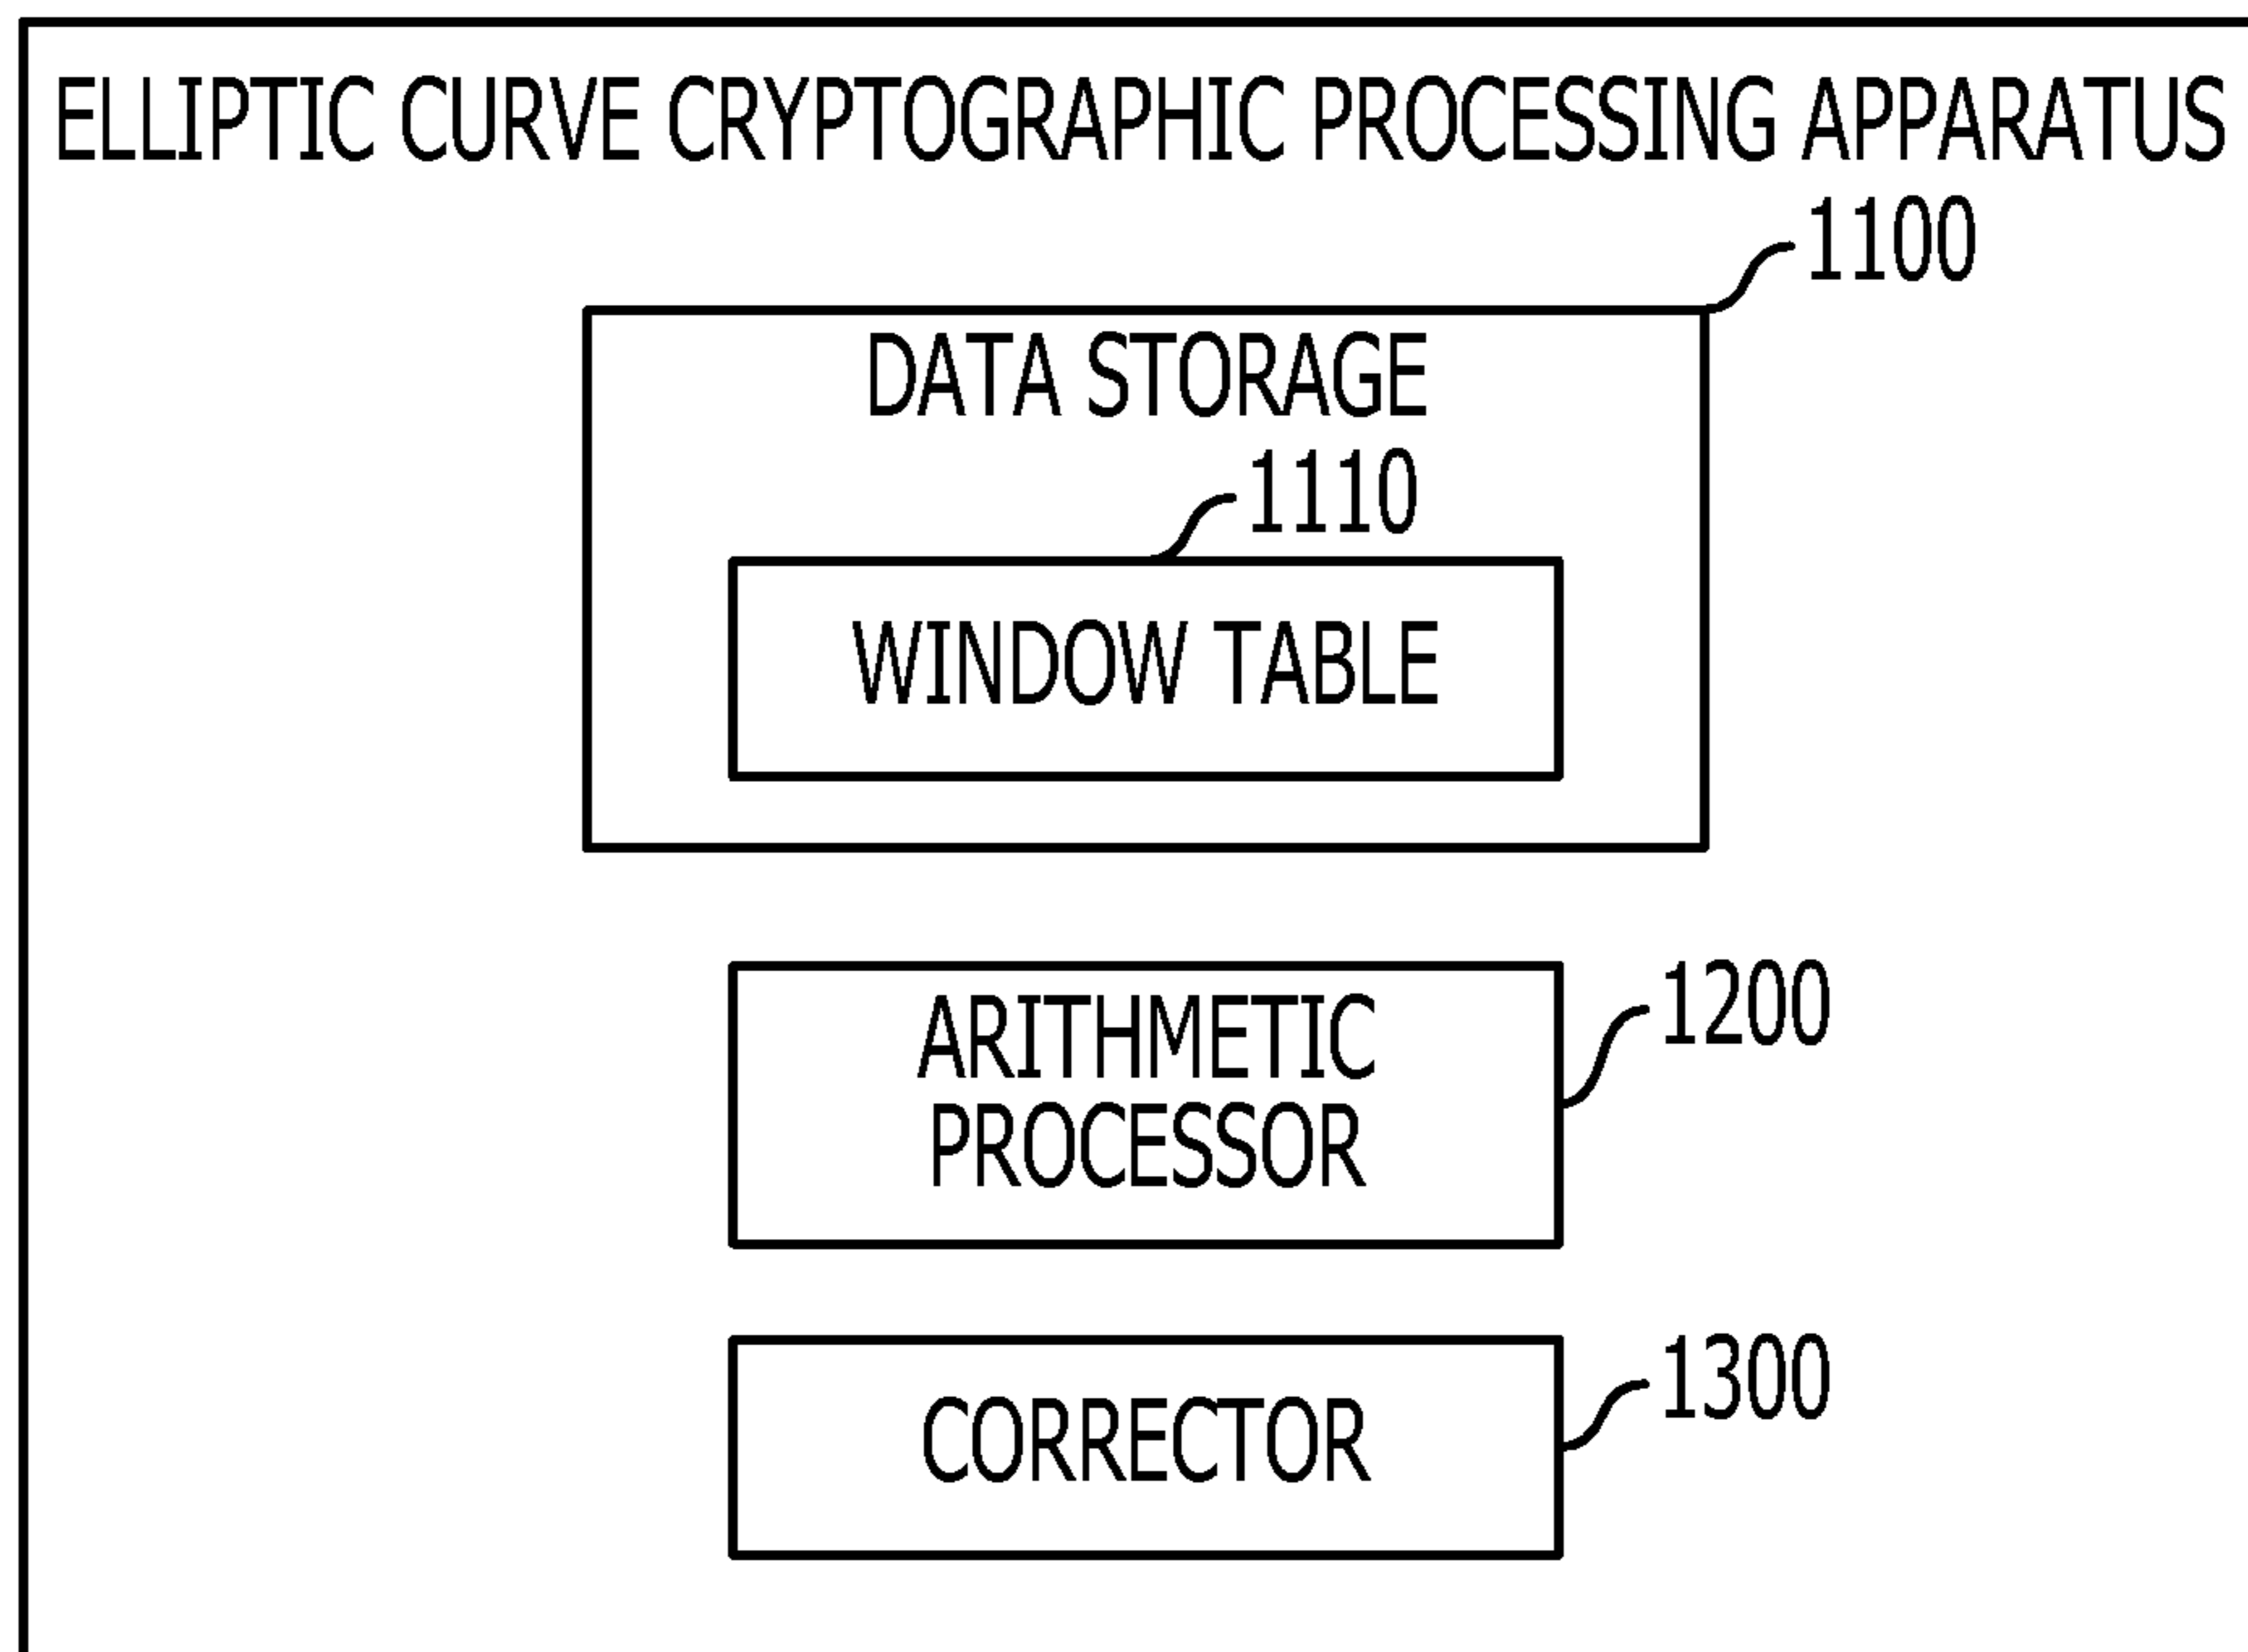 ELLIPTIC CURVE CRYPTOGRAPHIC PROCESSING APPARATUS
1100
DATA STORAGE
1110
WINDOW TABLE
ARITHMETIC
PROCESSOR
1200
CORRECTOR
1300